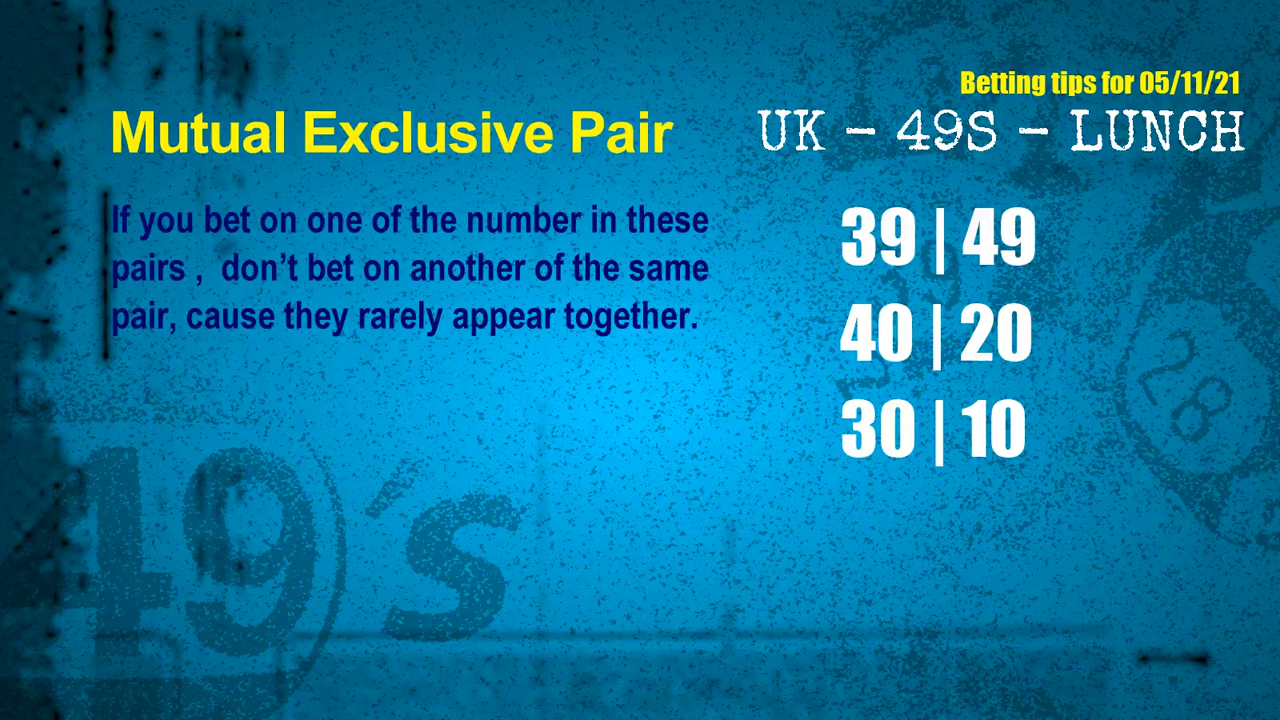 Betting tips for 05/11/21
Mutual Exclusive Pair
UK - 49S - LUNCH
If you bet on one of the number in these
pairs ,  don't bet on another of the same
pair, cause they rarely appear together.
39 | 49
40 | 20
30 | 10
28
49's